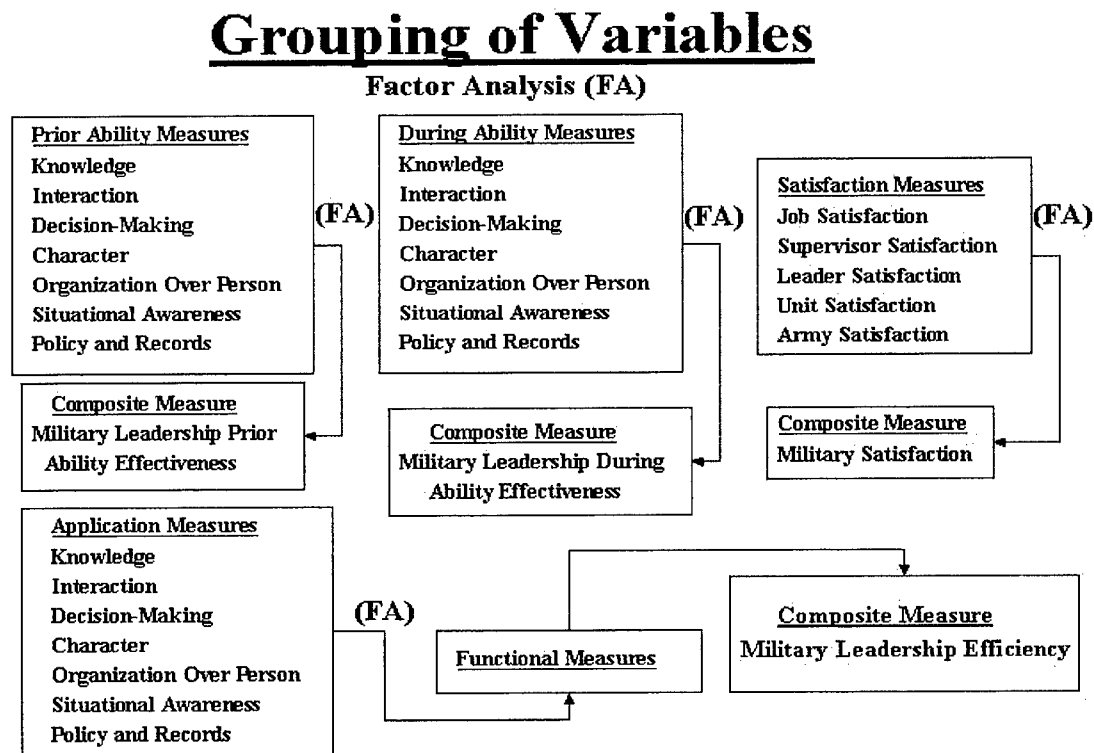 Grouping of Variables
Factor Analysis (FA)
Prior Ability Measures
Knowledge
Interaction
Decision-Making
Character
Organization Over Person
Situational Awareness
Policy and Records
(FA)
During Ability Measures
Knowledge
Interaction
Decision-Making
Character
Organization Over Person
Situational Awareness
Policy and Records
(FA)
Satisfaction Measures
Job Satisfaction
Supervisor Satisfaction
Leader Satisfaction
Unit Satisfaction
Army Satisfaction
(FA)
Composite Measure
Military Leadership Prior
Ability Effectiveness
Composite Measure
Military Leadership During
Ability Effectiveness
Composite Measure
Military Satisfaction
Application Measures
Knowledge
Interaction
Decision-Making
Character
Organization Over Person
Situational Awareness
Policy and Records
(FA)
Functional Measures
Composite Measure
Military Leadership Efficiency